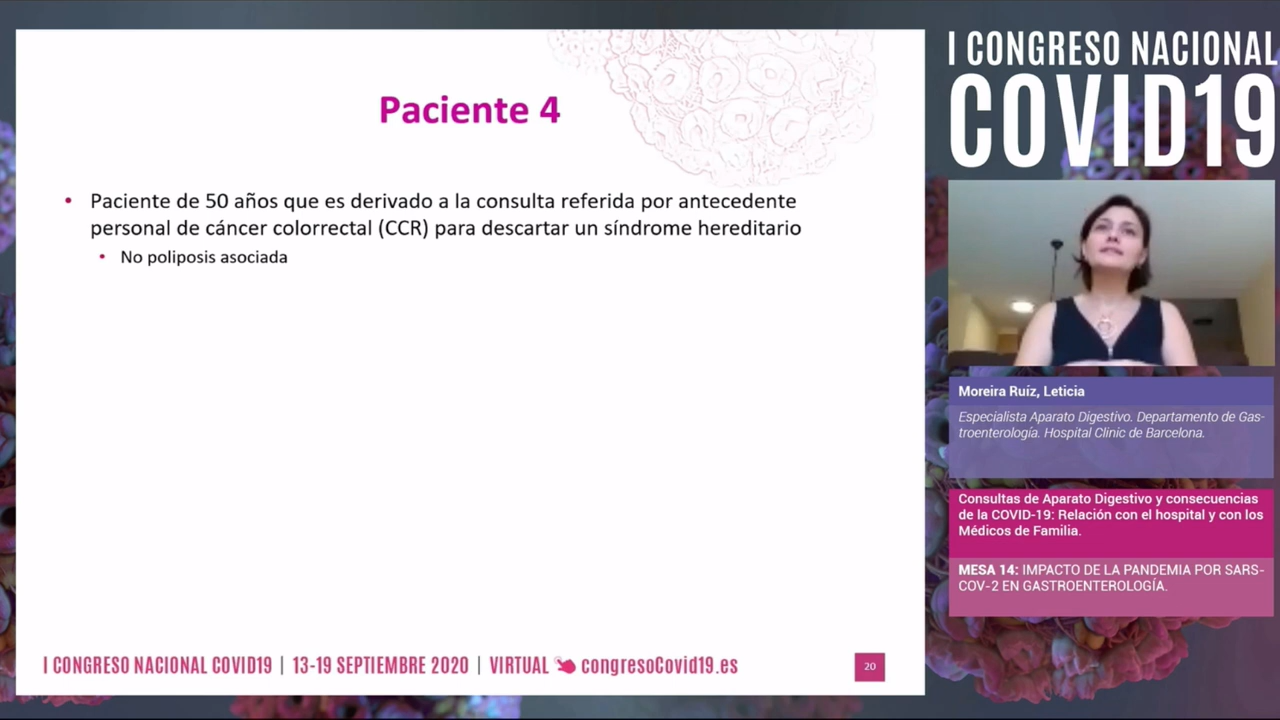 Paciente 4
• Paciente de 50 años que es derivado a la consulta referida por antecedente
personal de cáncer colorrectal (CCR) para descartar un síndrome hereditario
• No poliposis asociada
I CONGRESO NACIONAL COVID19 | 13-19 SEPTIEMBRE 2020 | VIRTUAL congresoCovid19.es
20
I CONGRESO NACIONAL
COVID19
Moreira Ruíz, Leticia
Especialista Aparato Digestivo. Departamento de Gas-
troenterología. Hospital Clinic de Barcelona.
Consultas de Aparato Digestivo y consecuencias
de la COVID-19: Relación con el hospital y con los
Médicos de Familia.
MESA 14: IMPACTO DE LA PANDEMIA POR SARS-
COV-2 EN GASTROENTEROLOGÍA.